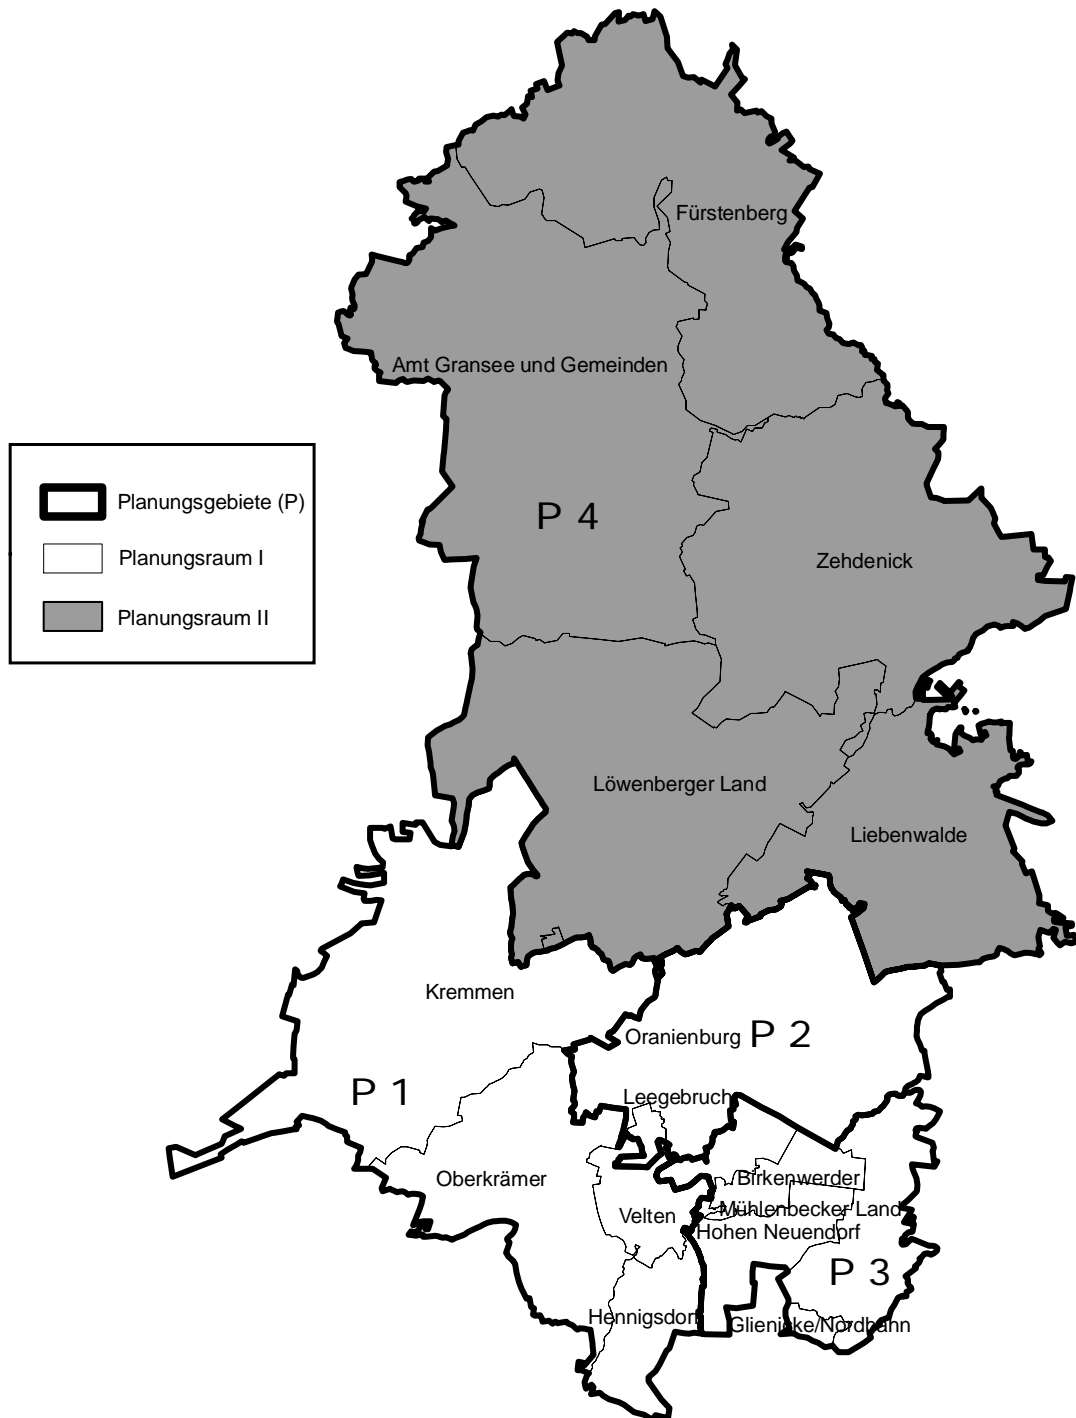 Fürstenberg
Amt Gransee und Gemeinden
Planungsgebiete (P)
P 4
Planungsraum I
Zehdenick
Planungsraum II
Löwenberger Land
Liebenwalde
Kremmen
Oranienburg P 2
P 1
Leegebruch
Oberkrämer
Birkenwerder
Velten
Mühlenbecker Land
Hohen Neuendorf
P 3
Hennigsdorf
Glienicke/Nordbahn